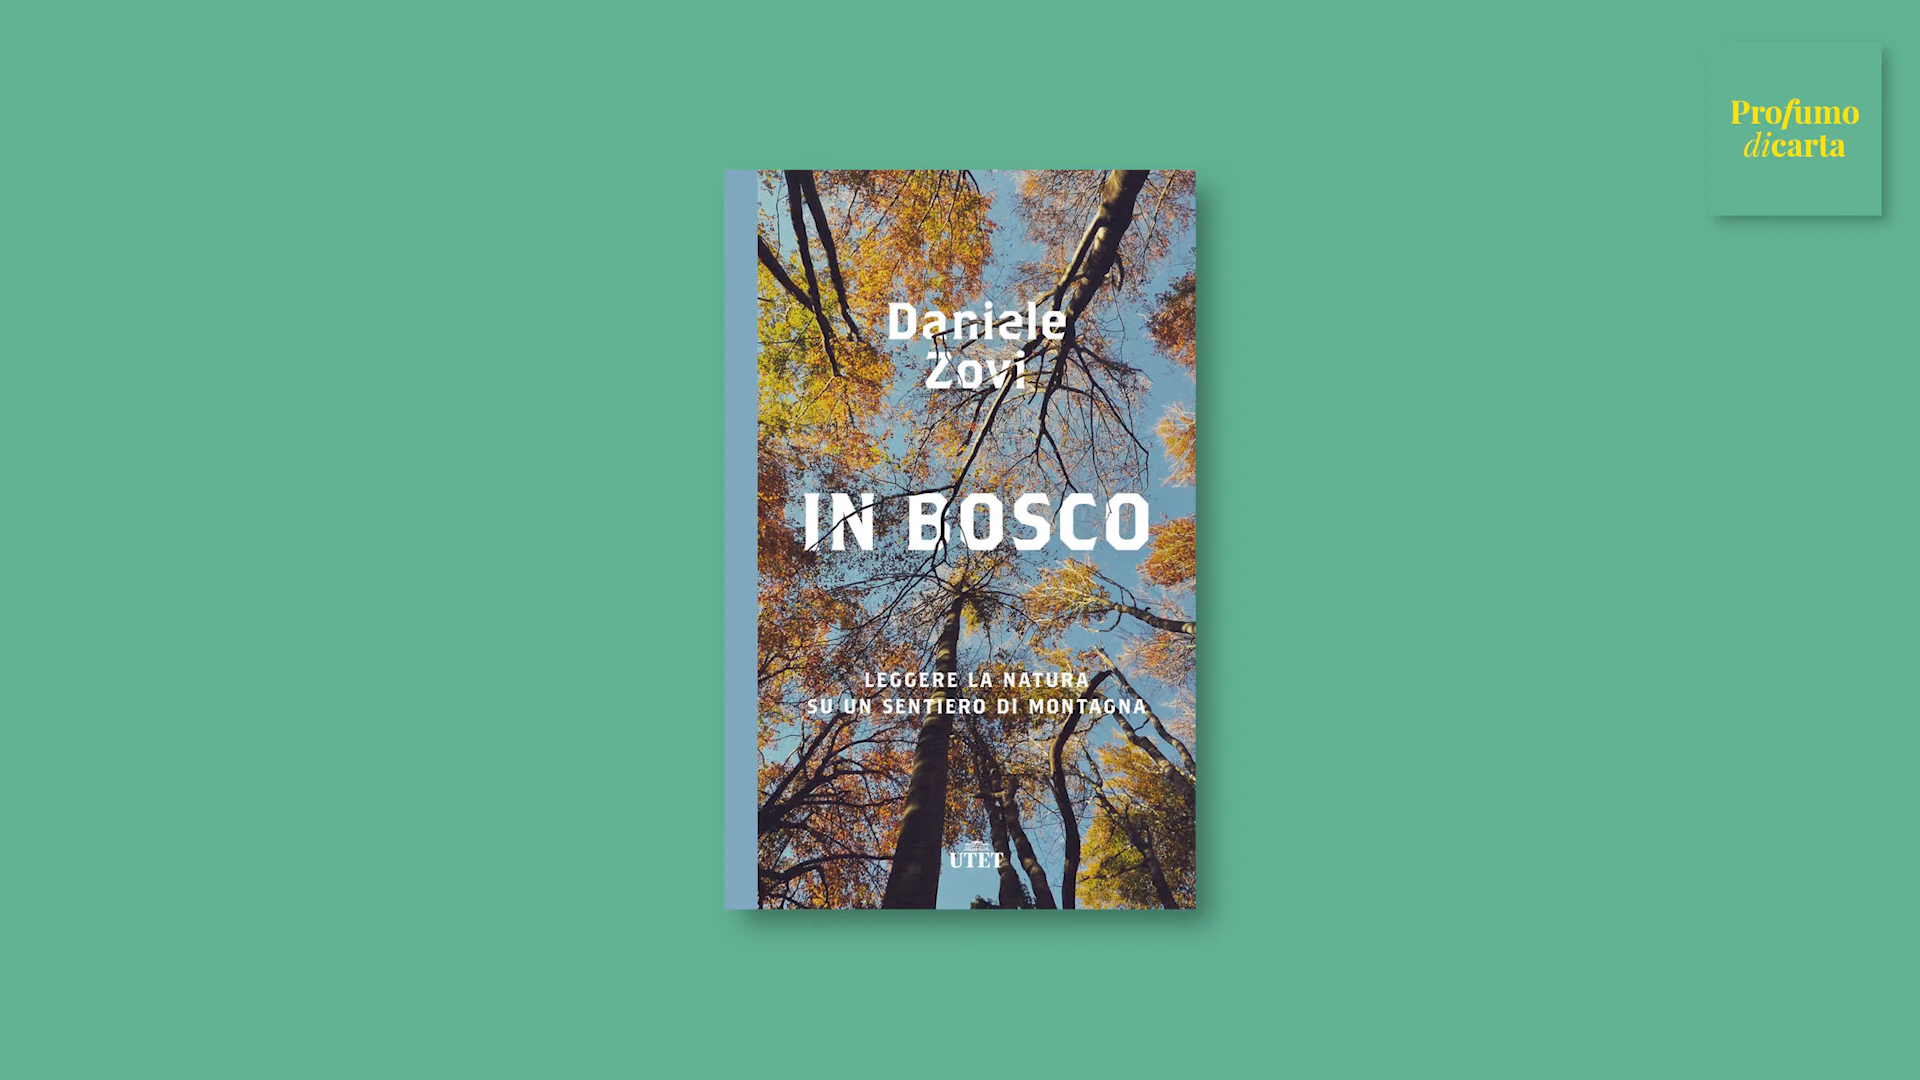 Profumo
dicarta
Daniele
Zovi
IN BOSCO
LEGGERE LA NATURA
SU UN SENTIERO DI MONTAGNA
UTET